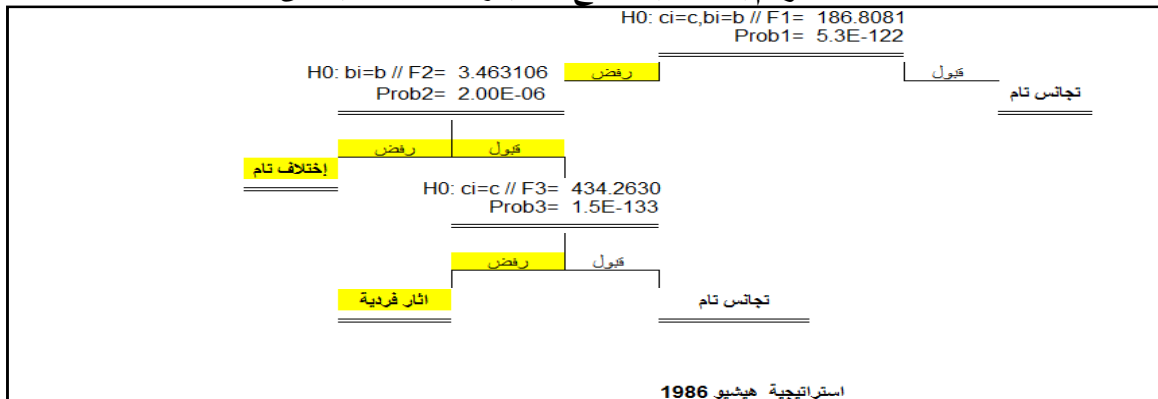 H0: ci=c,bi=b // F1= 186.8081
Prob1= 5.3E-122
H0: bi=b // F2= 3.463106
رفض
قبول
Prob2= 2.00E-06
تجانس تام
رفض
قبول
إختلاف تام
H0: ci=c // F3= 434.2630
Prob3= 1.5E-133
رفض
قبول
اثار فردية
تجانس تام
استراتيجية هيشيو 1986